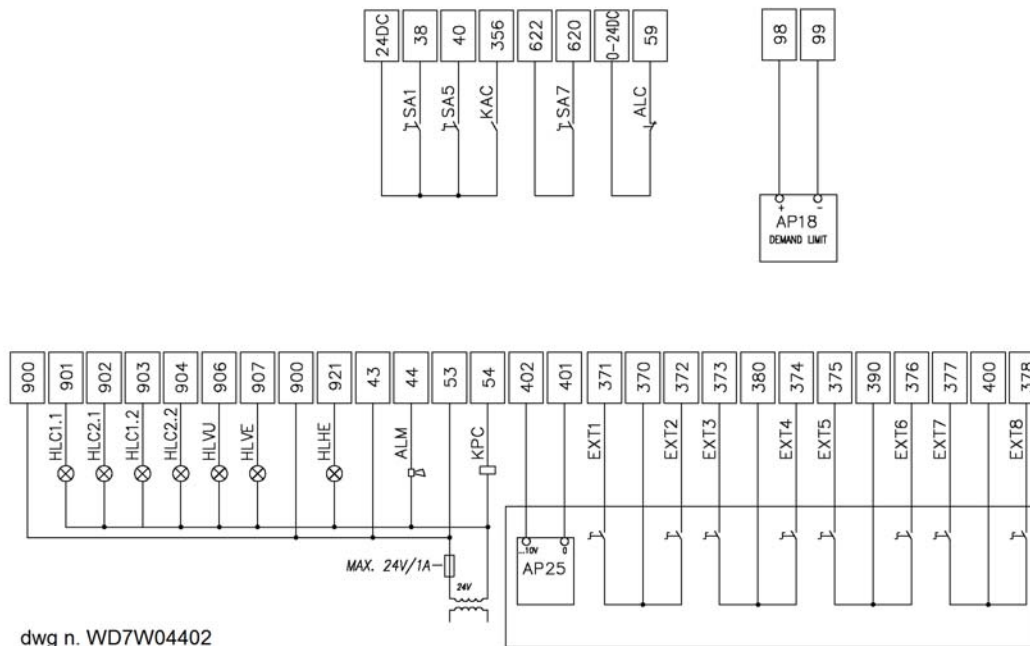 24DC 38 40 356 622 620 0-24DC 59 98 99
SA1 SA5 KAC SA7 ALC
+ -
AP18
DEMAND LIMIT
900 901 902 903 904 906 907 900 921 43 44 53 54 402 401 371 370 372 373 380 374 375 390 376 377 400 378
HLC1.1 HLC2.1 HLC1.2 HLC2.2 HLVU HLVE HLHE ALM KPC EXT1 EXT2 EXT3 EXT4 EXT5 EXT6 EXT7 EXT8
...10V 0
MAX. 24V/1A AP25
24V
dwg n. WD7W04402